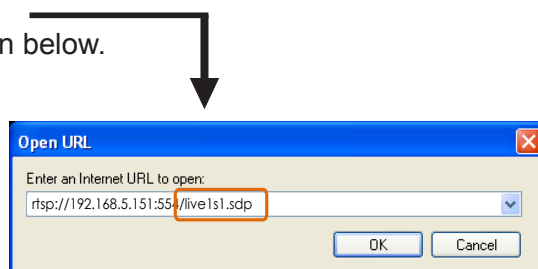 n below.
Open URL
Enter an Internet URL to open:
rtsp://192.168.5.151:554/live1s1.sdp
OK Cancel